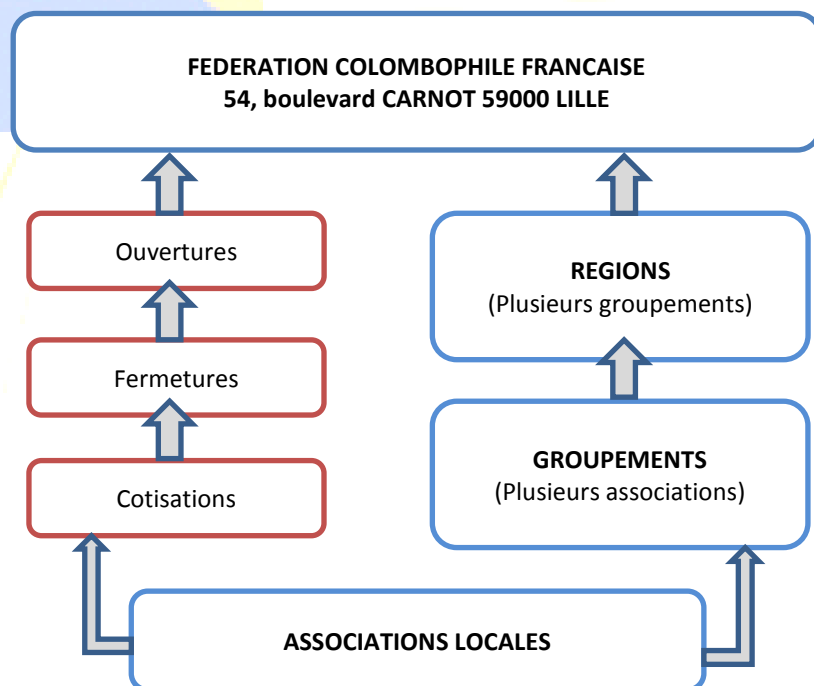 FEDERATION COLOMBOPHILE FRANCAISE
54, boulevard CARNOT 59000 LILLE
Ouvertures
Fermetures
Cotisations
REGIONS
(Plusieurs groupements)
GROUPEMENTS
(Plusieurs associations)
ASSOCIATIONS LOCALES